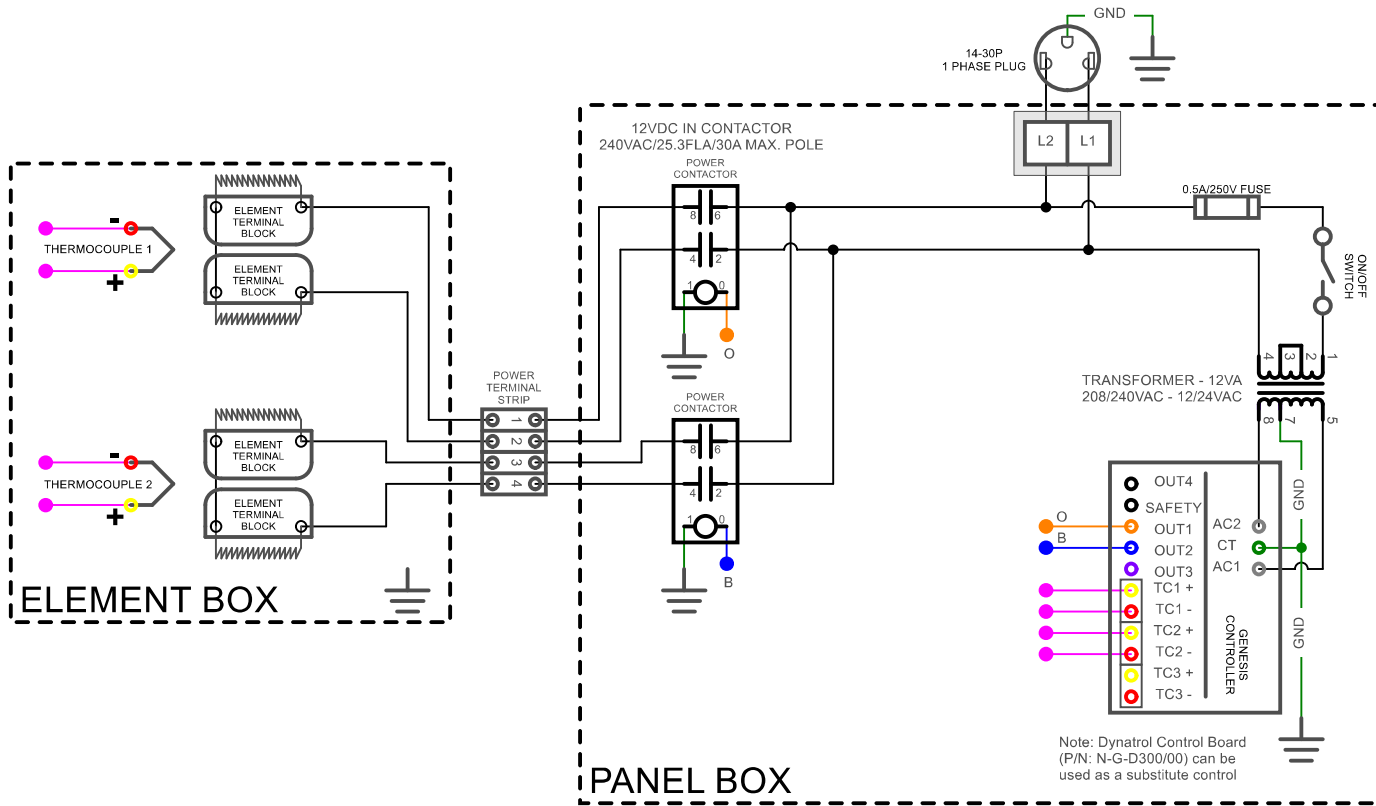 GND
14-30P
1 PHASE PLUG
L2
L1
12VDC IN CONTACTOR
240VAC/25.3FLA/30A MAX. POLE
POWER
CONTACTOR
8
6
4
2
1
0
O
0.5A/250V FUSE
ON/OFF
SWITCH
-
THERMOCOUPLE 1
+
ELEMENT
TERMINAL
BLOCK
ELEMENT
TERMINAL
BLOCK
POWER
TERMINAL
STRIP
1
2
3
4
POWER
CONTACTOR
8
6
4
2
1
0
B
4
3
2
1
TRANSFORMER - 12VA
208/240VAC - 12/24VAC
8
7
5
-
THERMOCOUPLE 2
+
ELEMENT
TERMINAL
BLOCK
ELEMENT
TERMINAL
BLOCK
ELEMENT BOX
O
B
OUT4
SAFETY
OUT1
OUT2
OUT3
TC1 +
TC1 -
TC2 +
TC2 -
TC3 +
TC3 -
AC2
CT
AC1
GENESIS
CONTROLLER
GND
GND
Note: Dynatrol Control Board
(P/N: N-G-D300/00) can be
used as a substitute control
PANEL BOX